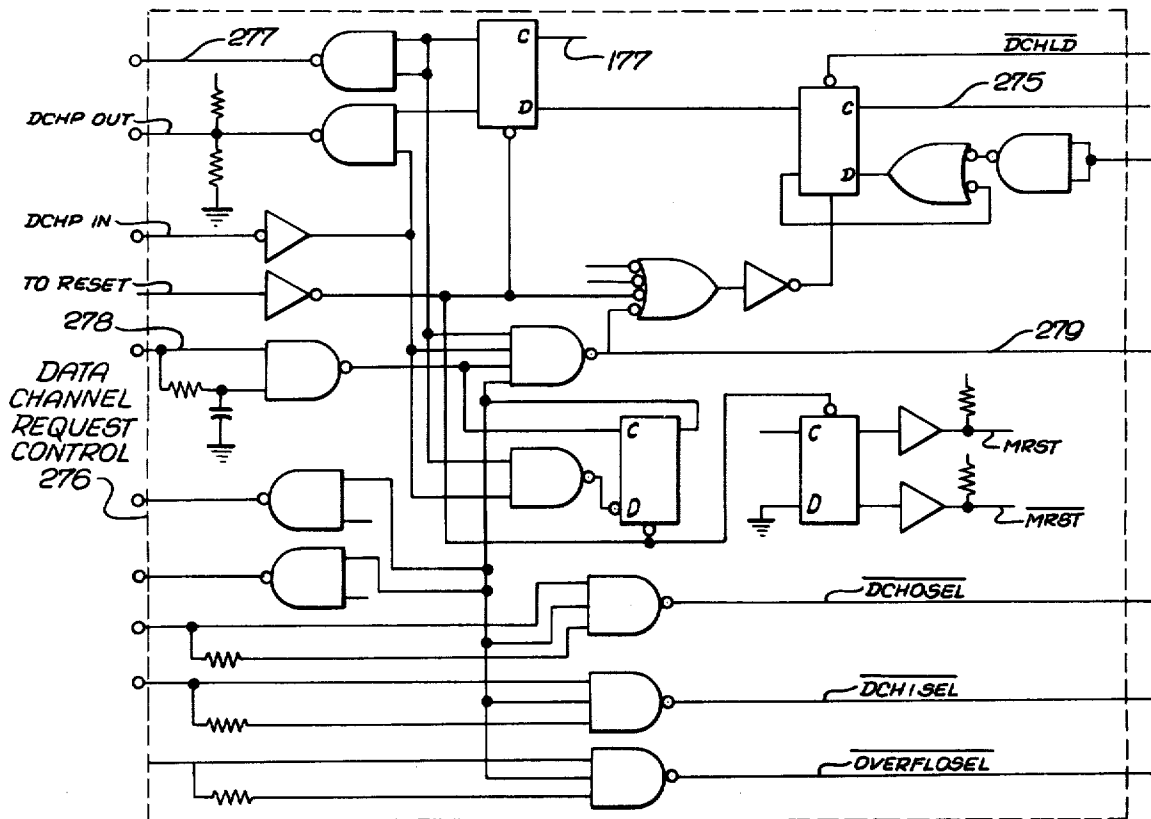 277
C
177
D
DCHLD
275
C
D
DCHP OUT
DCHP IN
TO RESET
278
279
DATA
CHANNEL
REQUEST
CONTROL
276
C
D
C
D
MRST
MRST
DCHOSEL
DCHISEL
OVERFLOSEL